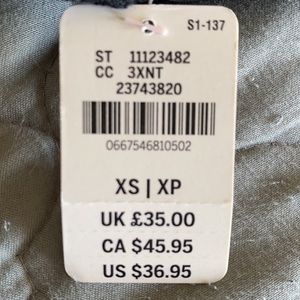 S1-137
ST 11123482
CC 3XNT
23743820
0667546810502
XS | XP
UK £35.00
CA $45.95
US $36.95